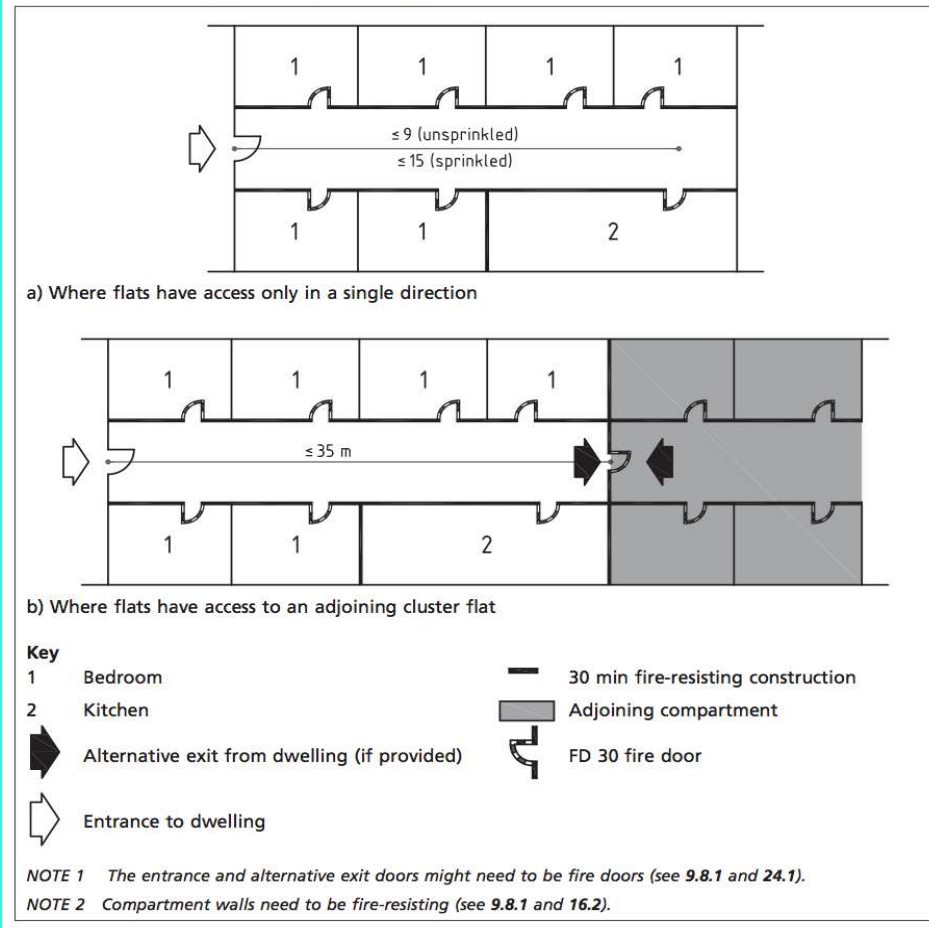 1 1 1 1
≤ 9 (unsprinkled)
≤ 15 (sprinkled)
1 1 2
a) Where flats have access only in a single direction
1 1 1 1
≤ 35 m
1 1 2
b) Where flats have access to an adjoining cluster flat
Key
1 Bedroom
2 Kitchen
Alternative exit from dwelling (if provided)
Entrance to dwelling
30 min fire-resisting construction
Adjoining compartment
FD 30 fire door
NOTE 1 The entrance and alternative exit doors might need to be fire doors (see 9.8.1 and 24.1).
NOTE 2 Compartment walls need to be fire-resisting (see 9.8.1 and 16.2).